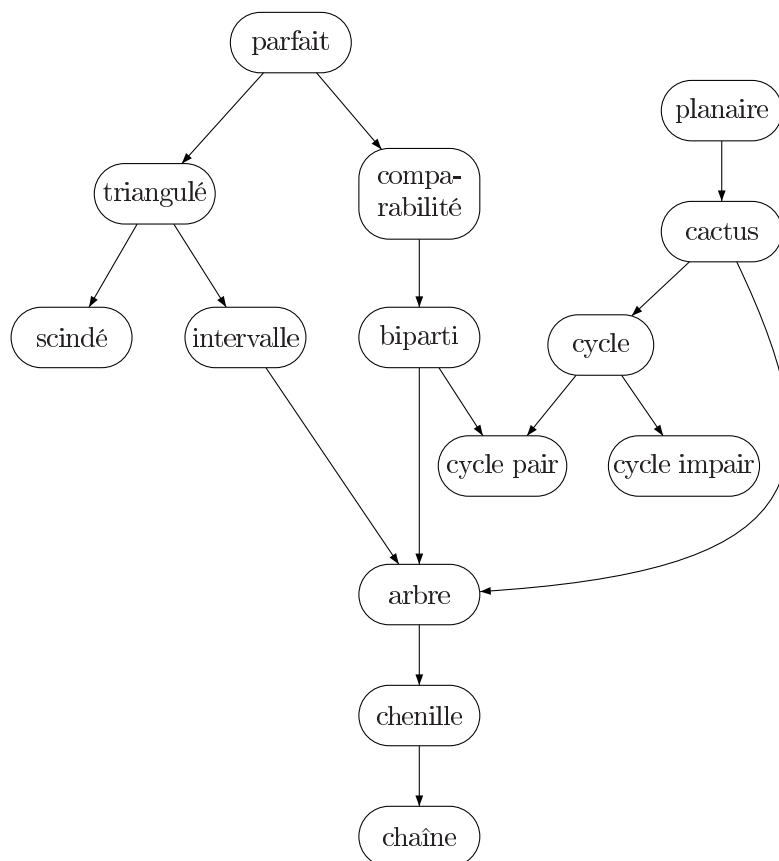 parfait
planaire
triangulé
compa-
rabilité
cactus
scindé
intervalle
biparti
cycle
cycle pair
cycle impair
arbre
chenille
chaîne